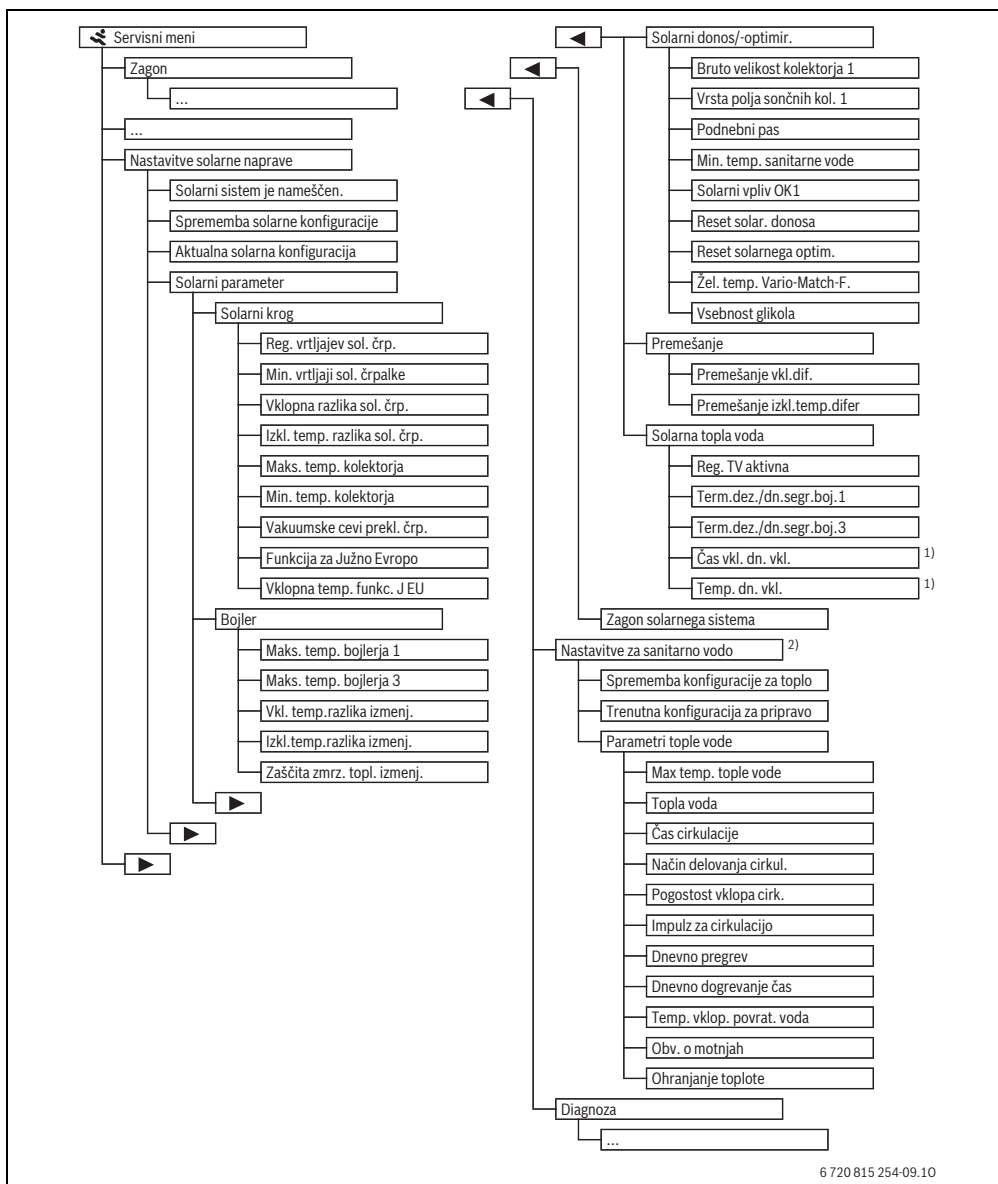 Servisni meni
Zagon
...
...
Nastavitve solarne naprave
Solarni sistem je nameščen.
Sprememba solarne konfiguracije
Aktualna solarna konfiguracija
Solarni parameter
Solarni krog
Reg. vrtljajev sol. črp.
Min. vrtljaji sol. črpalke
Vklopna razlika sol. črp.
Izkl. temp. razlika sol. črp.
Maks. temp. kolektorja
Min. temp. kolektorja
Vakuumske cevi prekl. črp.
Funkcija za Južno Evropo
Vklopna temp. funkc. J EU
Bojler
Maks. temp. bojlerja 1
Maks. temp. bojlerja 3
Vkl. temp.razlika izmenj.
Izkl.temp.razlika izmenj.
Zaščita zmrz. topl. izmenj.
Solarni donos/-optimir.
Bruto velikost kolektorja 1
Vrsta polja sončnih kol. 1
Podnebni pas
Min. temp. sanitarne vode
Solarni vpliv OK1
Reset solar. donosa
Reset solarnega optim.
Žel. temp. Vario-Match-F.
Vsebnost glikola
Premešanje
Premešanje vkl.dif.
Premešanje izkl.temp.difer
Solarna topla voda
Reg. TV aktivna
Term.dez./dn.segr.boj.1
Term.dez./dn.segr.boj.3
Čas vkl. dn. vkl. 1)
Temp. dn. vkl. 1)
Zagon solarnega sistema
Nastavitve za sanitarno vodo 2)
Sprememba konfiguracije za toplo
Trenutna konfiguracija za pripravo
Parametri tople vode
Max temp. tople vode
Topla voda
Čas cirkulacije
Način delovanja cirkul.
Pogostost vklopa cirk.
Impulz za cirkulacijo
Dnevno pregrev
Dnevno dogrevanje čas
Temp. vklop. povrat. voda
Obv. o motnjah
Ohranjanje toplote
Diagnoza
...
6 720 815 254-09.1O